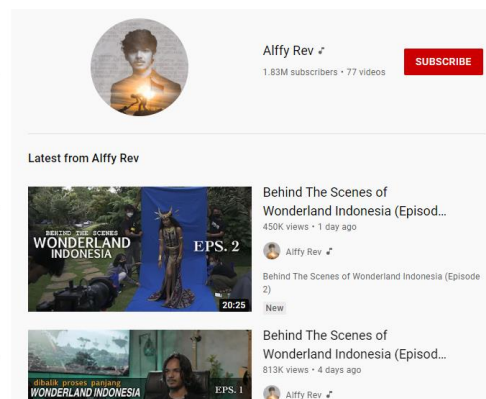 Alffy Rev
1.83M subscribers • 77 videos
SUBSCRIBE
Latest from Alffy Rev
BEHIND THE SCENES
WONDERLAND
INDONESIA
EPS. 2
20:25
Behind The Scenes of
Wonderland Indonesia (Episod...
450K views • 1 day ago
Alffy Rev
Behind The Scenes of Wonderland Indonesia (Episode
2)
New
dibalik proses panjang
WONDERLAND INDONESIA
EPS. 1
Behind The Scenes of
Wonderland Indonesia (Episod...
813K views • 4 days ago
Alffy Rev